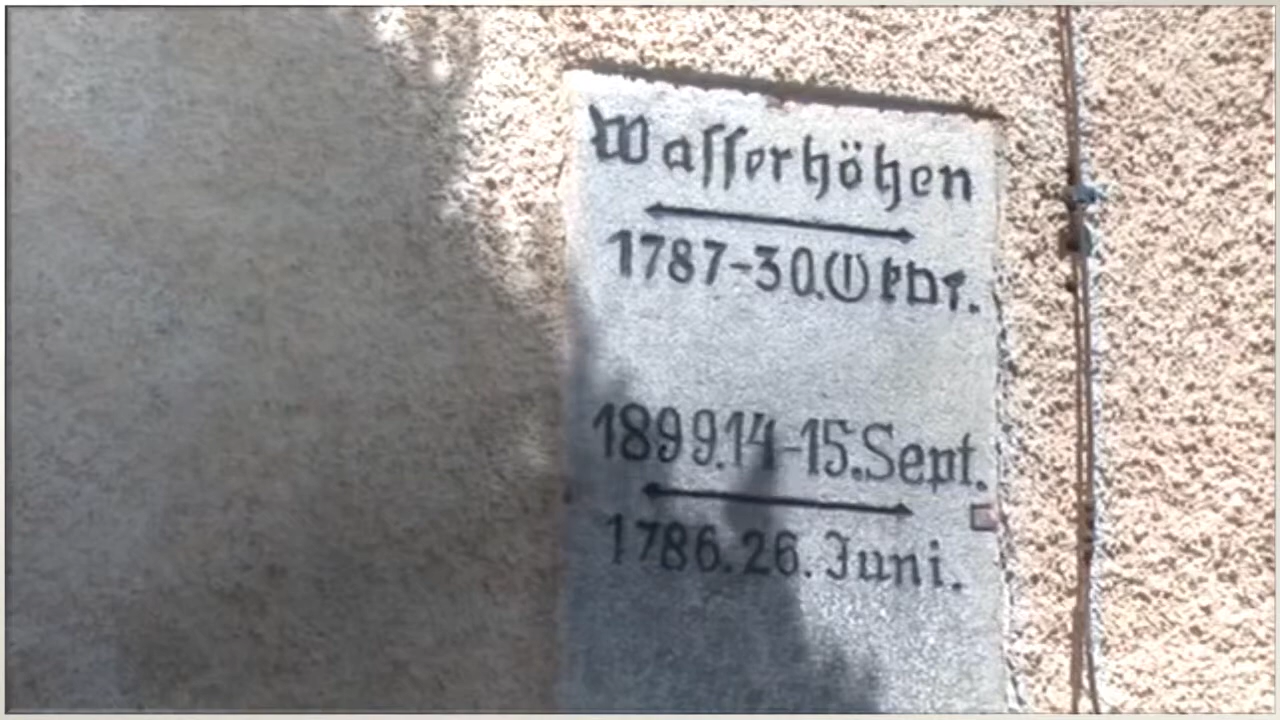 Wasserhöhen
1787-30.Oktbr.
1899.14-15.Sept.
1786.26.Juni.